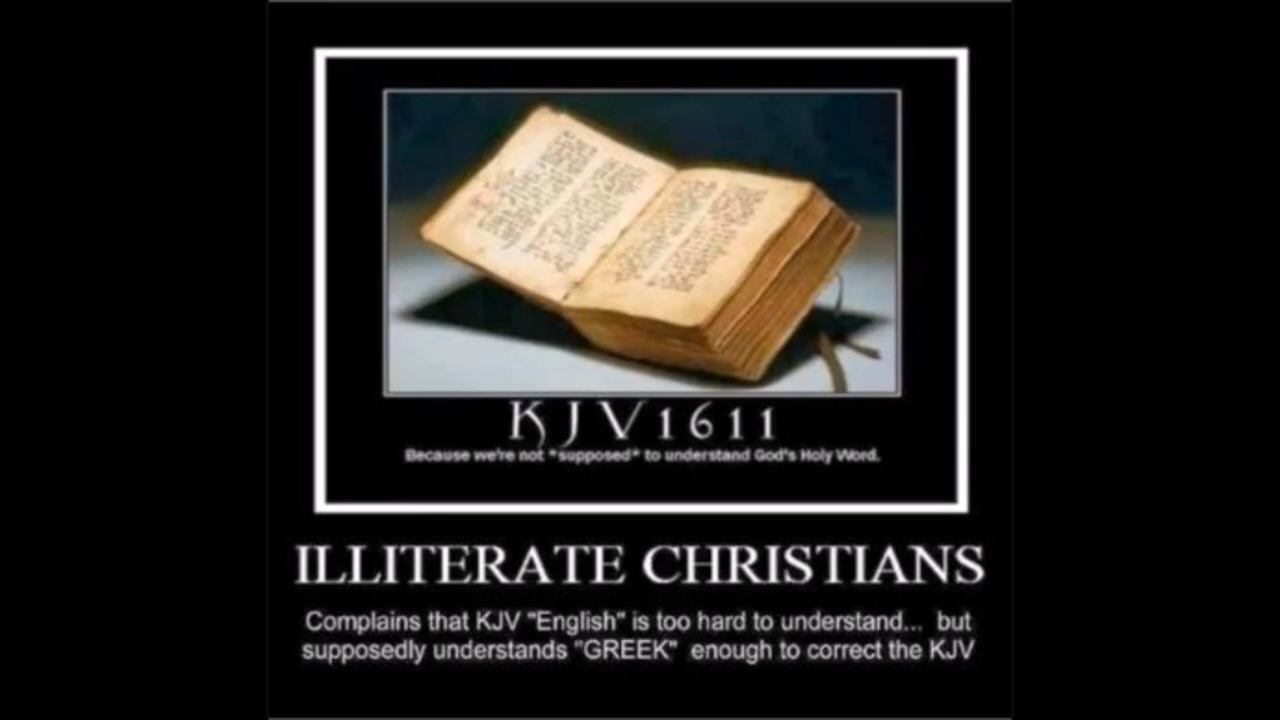 KJV1611
Because we're not *supposed* to understand God's Holy Word.
ILLITERATE CHRISTIANS
Complains that KJV "English" is too hard to understand... but
supposedly understands "GREEK" enough to correct the KJV